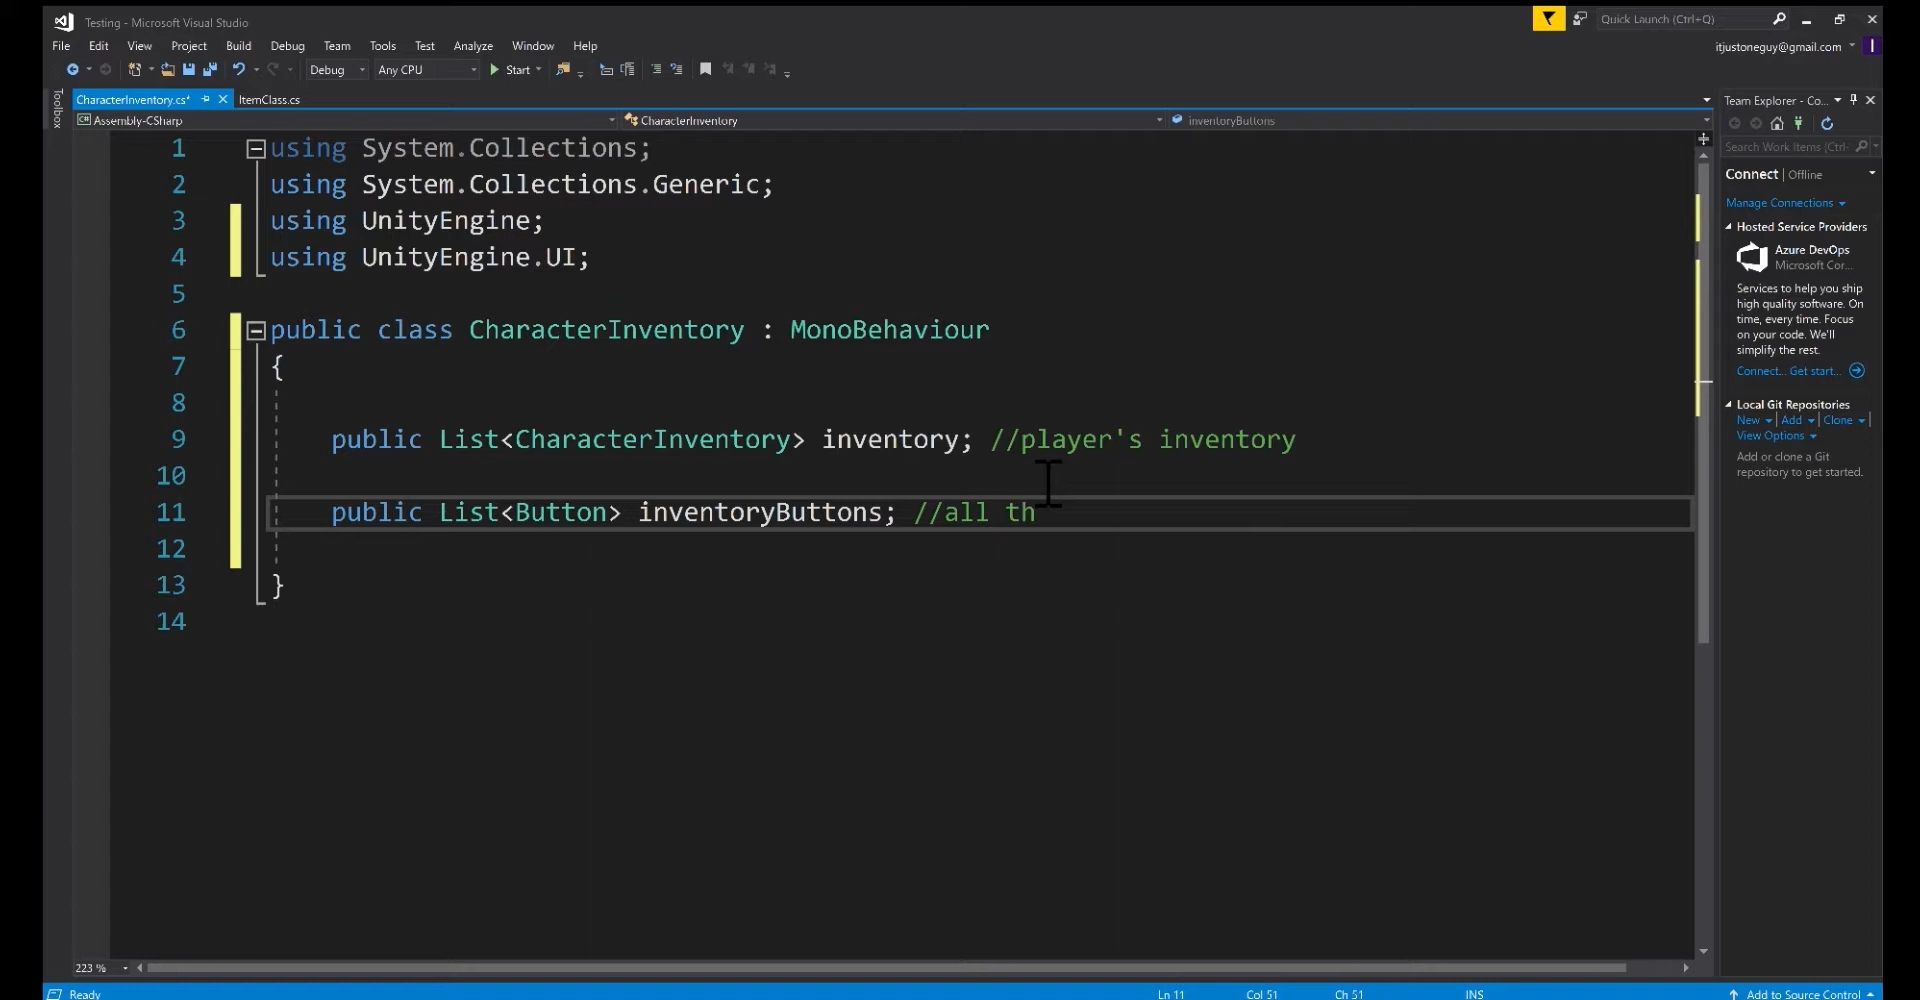 Testing - Microsoft Visual Studio
Quick Launch (Ctrl+Q)
File Edit View Project Build Debug Team Tools Test Analyze Window Help
itjustoneguy@gmail.com
I
Debug Any CPU Start
Toolbox
CharacterInventory.cs* ItemClass.cs
Assembly-CSharp CharacterInventory inventoryButtons
1 using System.Collections;
2 using System.Collections.Generic;
3 using UnityEngine;
4 using UnityEngine.UI;
5
6 public class CharacterInventory : MonoBehaviour
7 {
8
9 public List<CharacterInventory> inventory; //player's inventory
10
11 public List<Button> inventoryButtons; //all th
12
13 }
14
Team Explorer - Co...
Search Work Items (Ctrl-
Connect | Offline
Manage Connections
Hosted Service Providers
Azure DevOps
Microsoft Cor...
Services to help you ship
high quality software. On
time, every time. Focus
on your code. We'll
simplify the rest.
Connect... Get start...
Local Git Repositories
New Add Clone
View Options
Add or clone a Git
repository to get started.
223 %
Ready Ln 11 Col 51 Ch 51 INS Add to Source Control